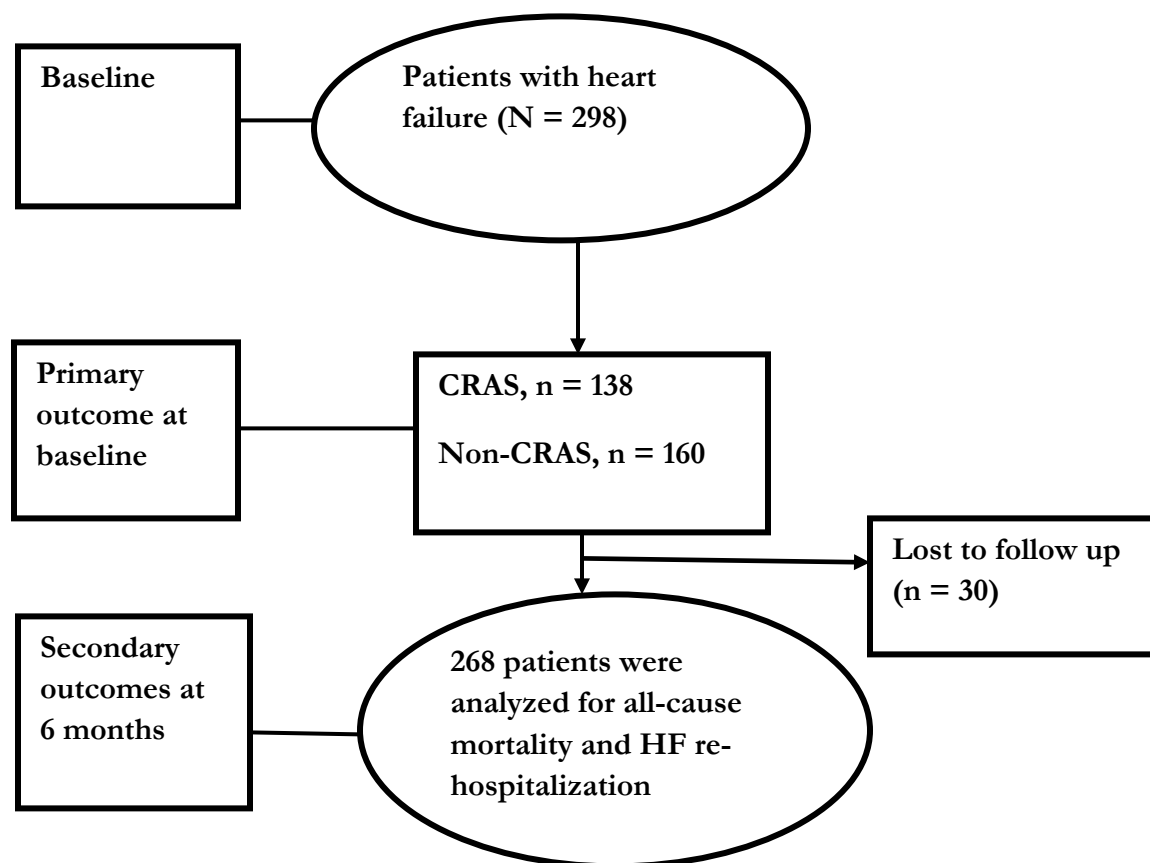 Baseline
Patients with heart
failure (N = 298)
Primary
outcome at
baseline
CRAS, n = 138
Non-CRAS, n = 160
Lost to follow up
(n = 30)
Secondary
outcomes at
6 months
268 patients were
analyzed for all-cause
mortality and HF re-
hospitalization